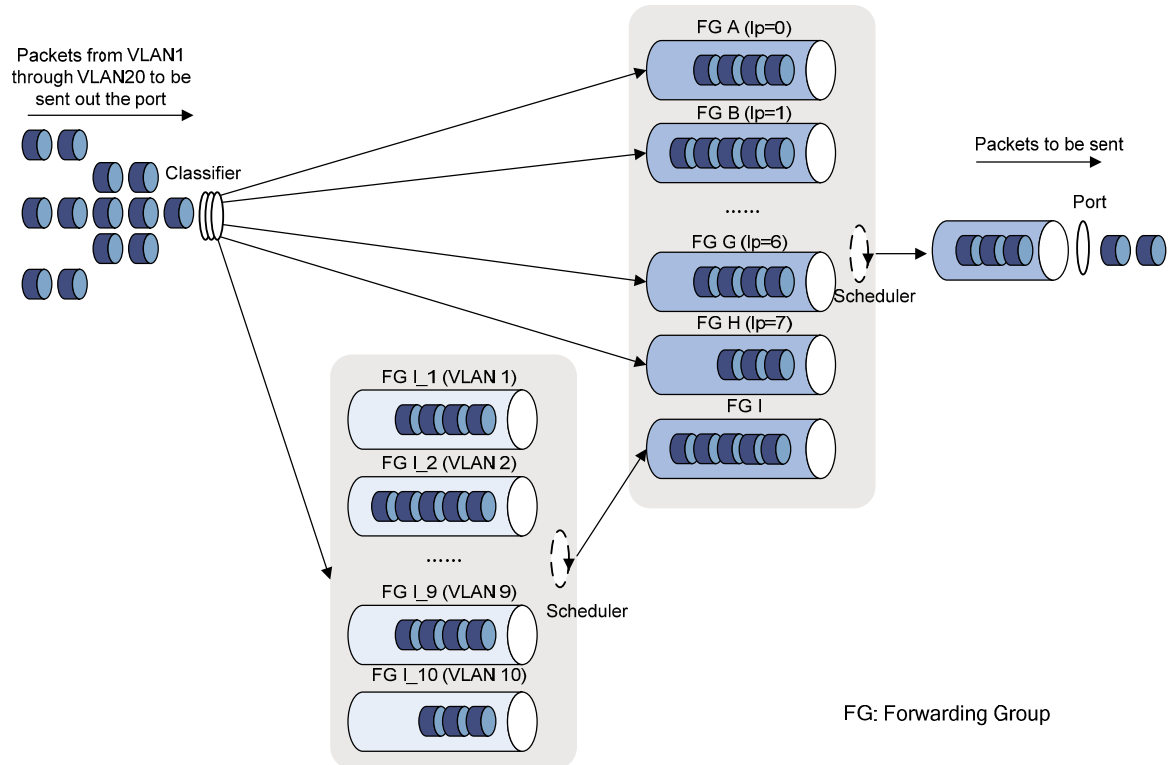 Packets from VLAN1
through VLAN20 to be
sent out the port
Classifier
FG A (lp=0)
FG B (lp=1)
......
FG G (lp=6)
FG H (lp=7)
FG I
Scheduler
Packets to be sent
Port
FG I_1 (VLAN 1)
FG I_2 (VLAN 2)
......
FG I_9 (VLAN 9)
FG I_10 (VLAN 10)
Scheduler
FG: Forwarding Group